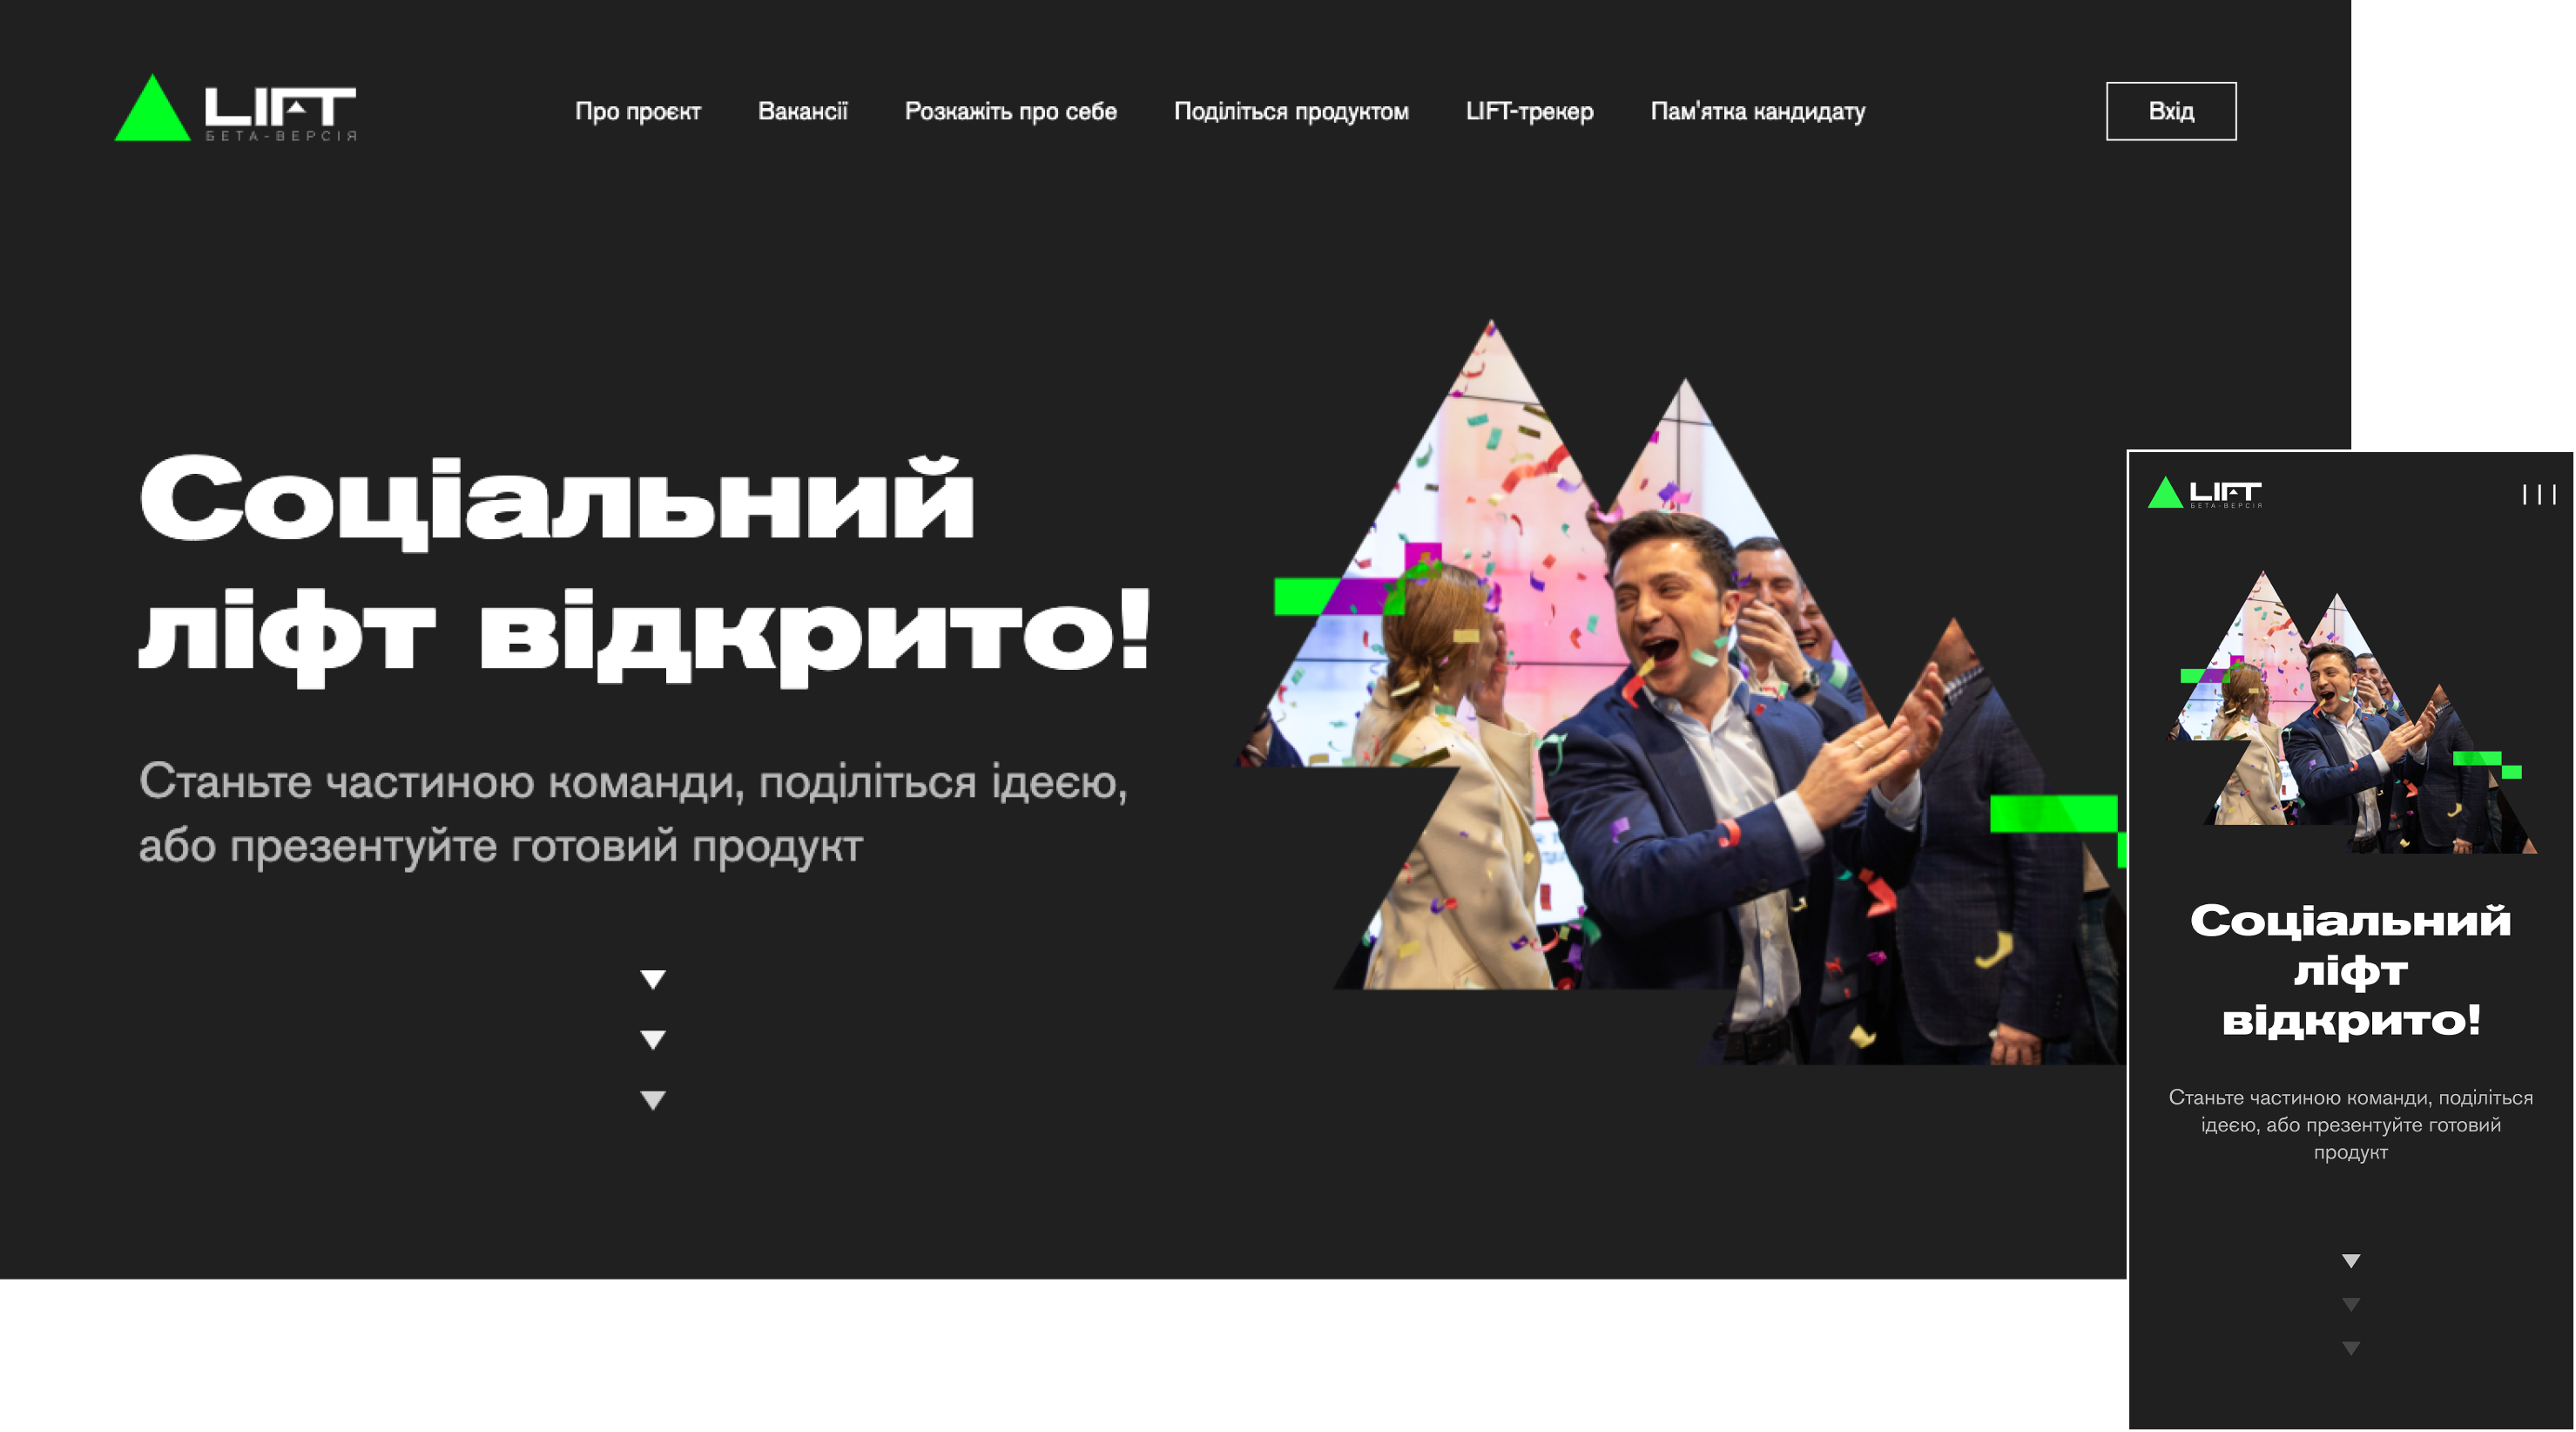 LIFT
БЕТА-ВЕРСІЯ
Про проєкт Вакансії Розкажіть про себе Поділіться продуктом LIFT-трекер Пам'ятка кандидату Вхід
Соціальний
ліфт відкрито!
Станьте частиною команди, поділіться ідеєю,
або презентуйте готовий продукт
LIFT
БЕТА-ВЕРСІЯ
Соціальний
ліфт
відкрито!
Станьте частиною команди, поділіться
ідеєю, або презентуйте готовий
продукт